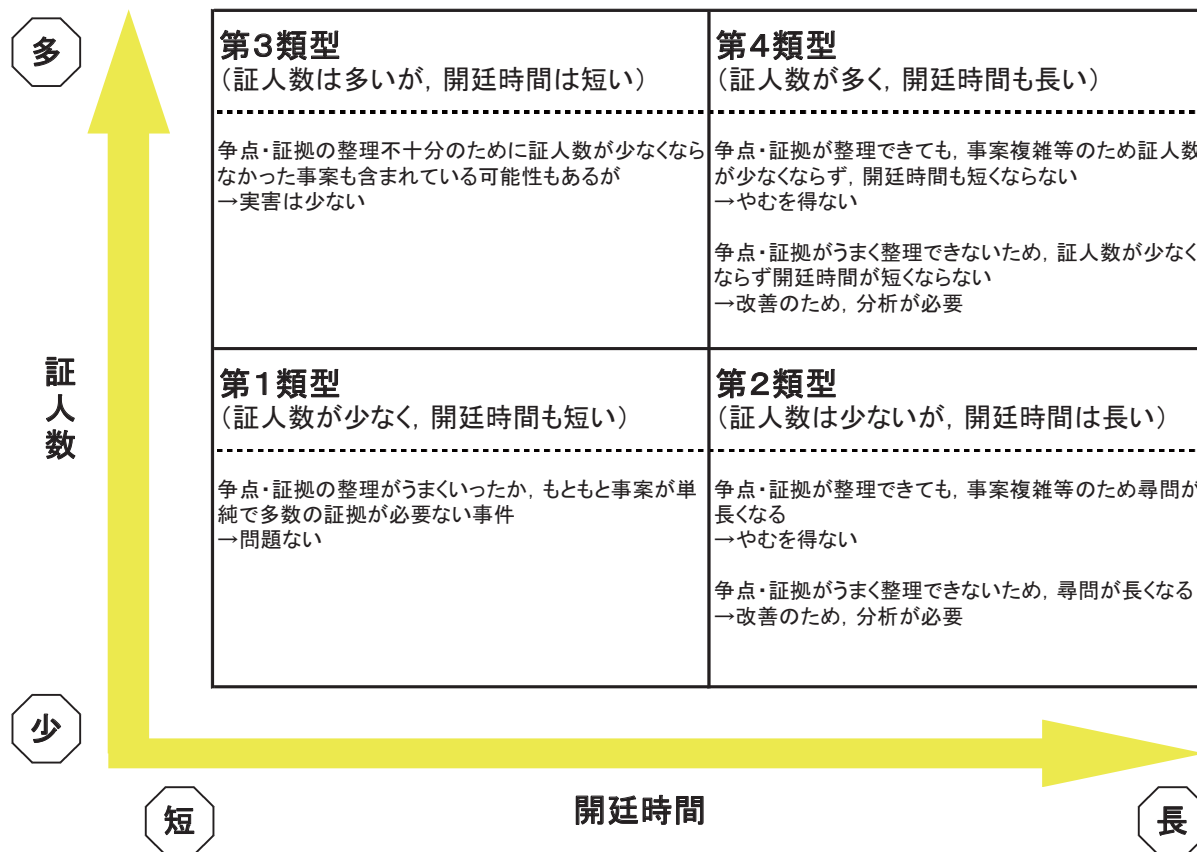 多
第3類型
（証人数は多いが，開廷時間は短い）
争点・証拠の整理不十分のために証人数が少なくなら
なかった事案も含まれている可能性もあるが
→実害は少ない
第4類型
（証人数が多く，開廷時間も長い）
争点・証拠が整理できても，事案複雑等のため証人数
が少なくならず，開廷時間も短くならない
→やむを得ない
争点・証拠がうまく整理できないため，証人数が少なく
ならず開廷時間が短くならない
→改善のため，分析が必要
証人数
第1類型
（証人数が少なく，開廷時間も短い）
争点・証拠の整理がうまくいったか，もともと事案が単
純で多数の証拠が必要ない事件
→問題ない
第2類型
（証人数は少ないが，開廷時間は長い）
争点・証拠が整理できても，事案複雑等のため尋問が
長くなる
→やむを得ない
争点・証拠がうまく整理できないため，尋問が長くなる
→改善のため，分析が必要
少
短
開廷時間
長